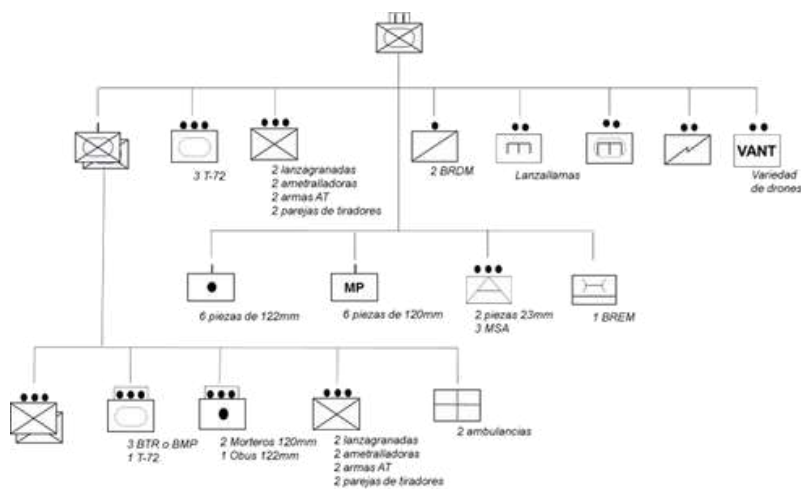 3 T-72
2 lanzagranadas
2 ametralladoras
2 armas AT
2 parejas de tiradores
2 BRDM
Lanzallamas
VANT
Variedad
de drones
6 piezas de 122mm
MP
6 piezas de 120mm
2 piezas 23mm
3 MSA
1 BREM
3 BTR o BMP
1 T-72
2 Morteros 120mm
1 Obus 122mm
2 lanzagranadas
2 ametralladoras
2 armas AT
2 parejas de tiradores
2 ambulancias